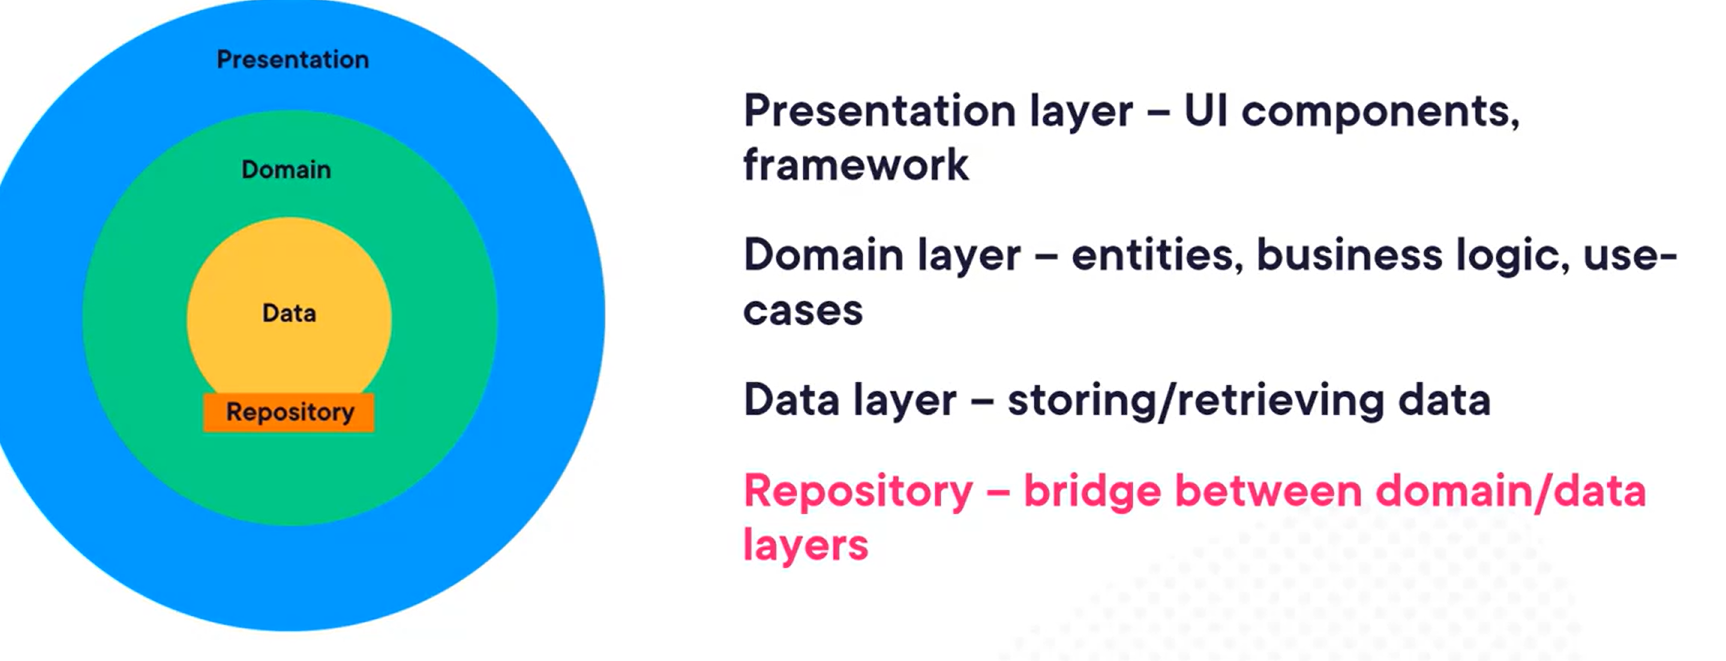 Presentation
Domain
Data
Repository
Presentation layer – UI components,
framework
Domain layer – entities, business logic, use-
cases
Data layer – storing/retrieving data
Repository – bridge between domain/data
layers